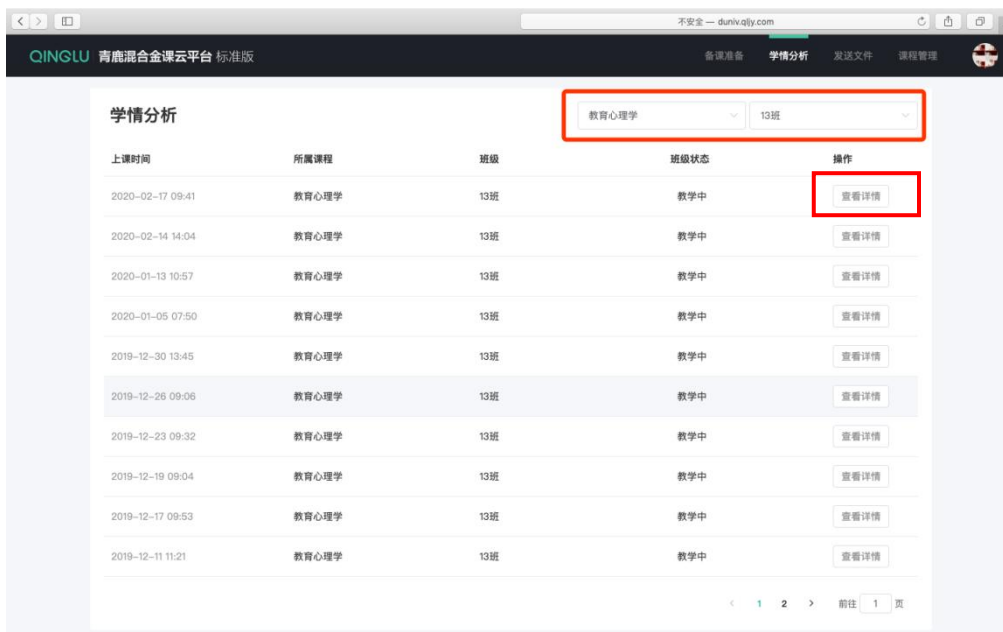 不安全 — duniv.qljy.com
QINGLU 青鹿混合金课云平台 标准版 备课准备 学情分析 发送文件 课程管理
学情分析 教育心理学 13班
上课时间 所属课程 班级 班级状态 操作
2020-02-17 09:41 教育心理学 13班 教学中 查看详情
2020-02-14 14:04 教育心理学 13班 教学中 查看详情
2020-01-13 10:57 教育心理学 13班 教学中 查看详情
2020-01-05 07:50 教育心理学 13班 教学中 查看详情
2019-12-30 13:45 教育心理学 13班 教学中 查看详情
2019-12-26 09:06 教育心理学 13班 教学中 查看详情
2019-12-23 09:32 教育心理学 13班 教学中 查看详情
2019-12-19 09:04 教育心理学 13班 教学中 查看详情
2019-12-17 09:53 教育心理学 13班 教学中 查看详情
2019-12-11 11:21 教育心理学 13班 教学中 查看详情
< 1 2 > 前往 1 页